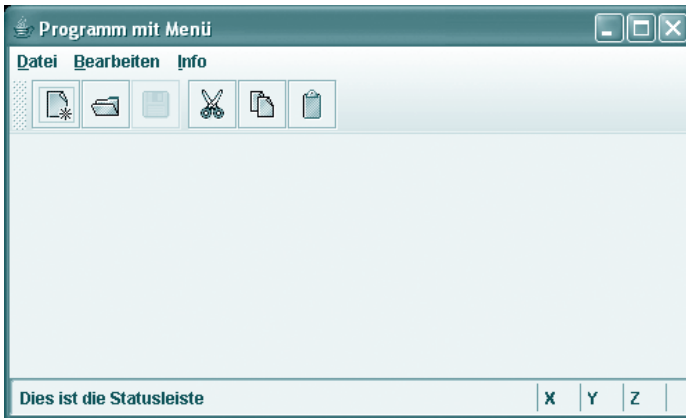 Programm mit Menü
Datei Bearbeiten Info
Dies ist die Statusleiste X Y Z